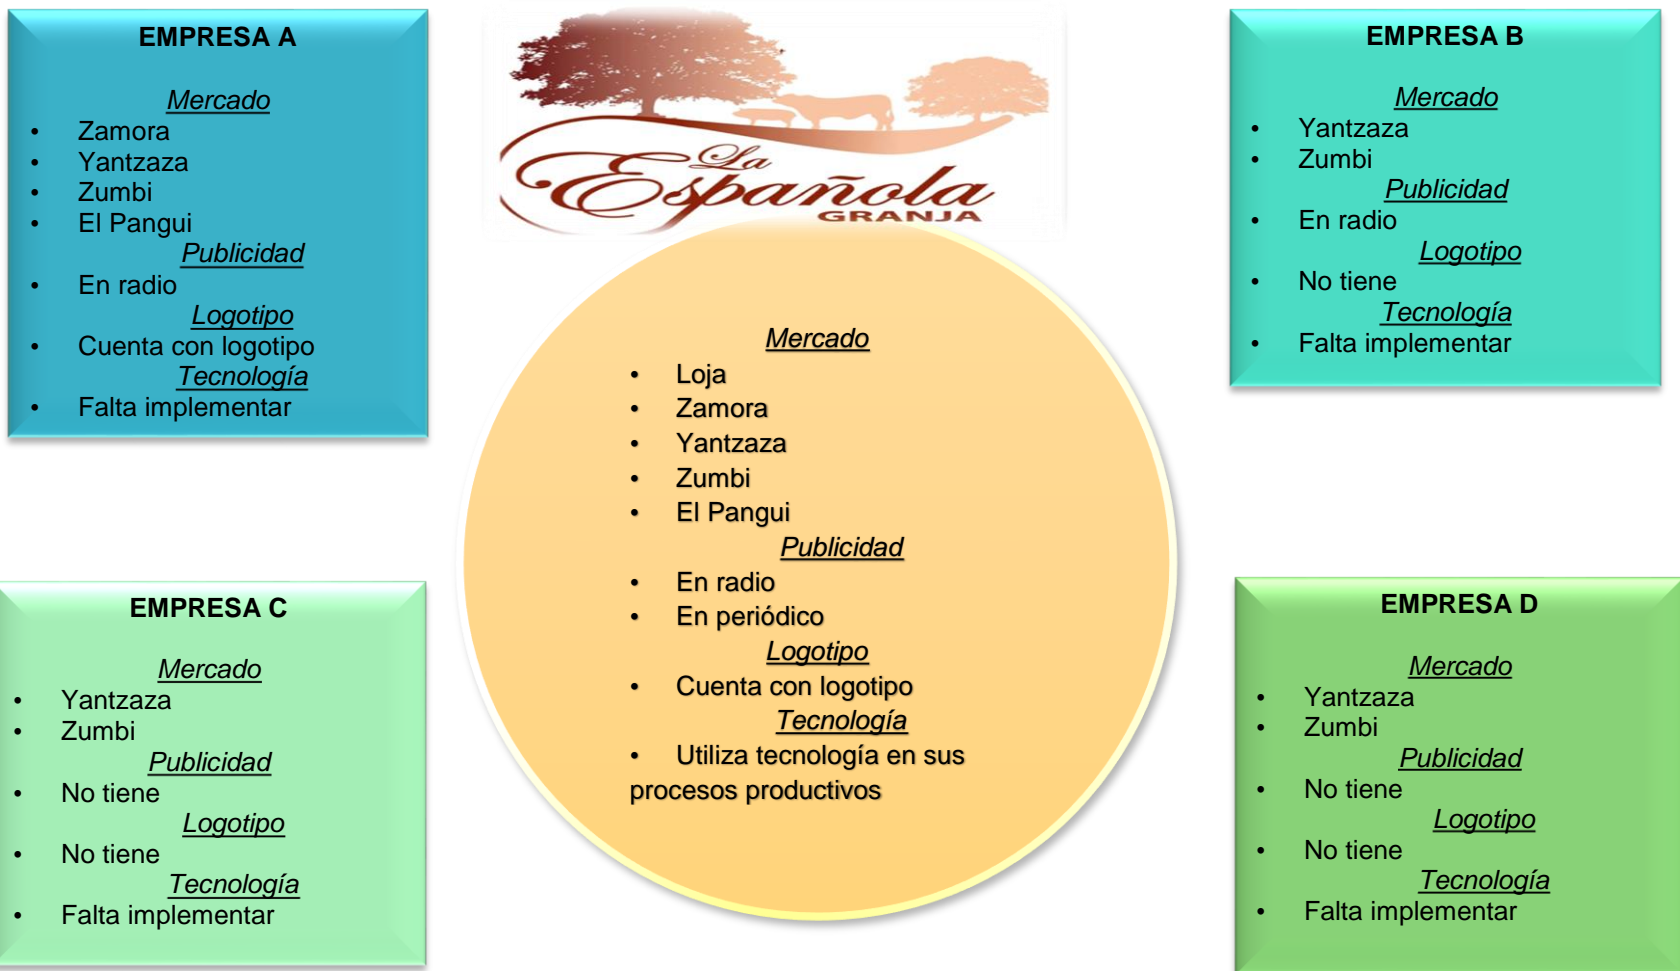 EMPRESA A
Mercado
• Zamora
• Yantzaza
• Zumbi
• El Pangui
Publicidad
• En radio
Logotipo
• Cuenta con logotipo
Tecnología
• Falta implementar
La
Española
GRANJA
EMPRESA B
Mercado
• Yantzaza
• Zumbi
Publicidad
• En radio
Logotipo
• No tiene
Tecnología
• Falta implementar
Mercado
• Loja
• Zamora
• Yantzaza
• Zumbi
• El Pangui
Publicidad
• En radio
• En periódico
Logotipo
• Cuenta con logotipo
Tecnología
• Utiliza tecnología en sus
procesos productivos
EMPRESA C
Mercado
• Yantzaza
• Zumbi
Publicidad
• No tiene
Logotipo
• No tiene
Tecnología
• Falta implementar
EMPRESA D
Mercado
• Yantzaza
• Zumbi
Publicidad
• No tiene
Logotipo
• No tiene
Tecnología
• Falta implementar